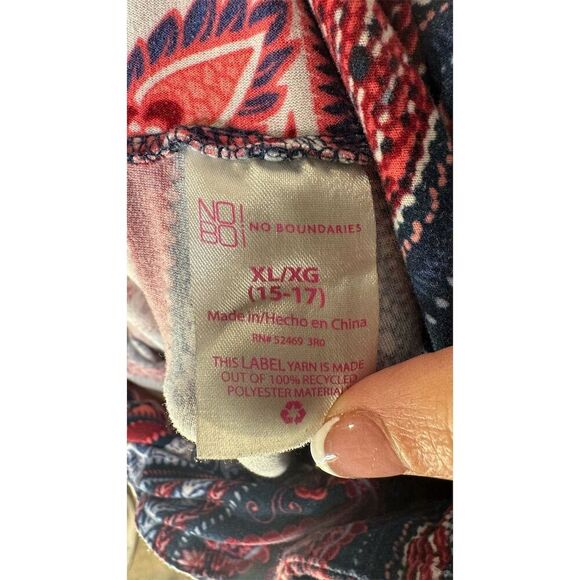 NO!
BO!
NO BOUNDARIES
XL/XG
(15-17)
Made in/Hecho en China
RN# 52469 3R0
THIS LABEL YARN IS MADE
OUT OF 100% RECYCLED
POLYESTER MATERIAL